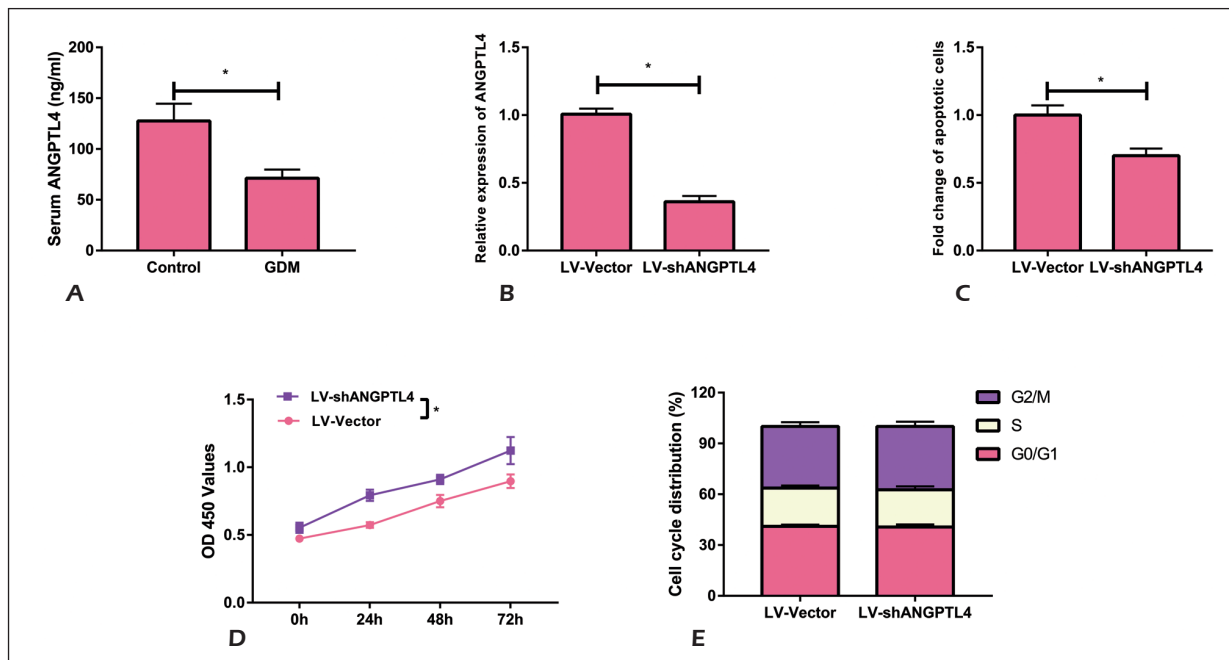 Serum ANGPTL4 (ng/ml)
200
150
100
50
0
*
Control
GDM
A
Relative expression of ANGPTL4
1.5
1.0
0.5
0.0
*
LV-Vector
LV-shANGPTL4
B
Fold change of apoptotic cells
1.5
1.0
0.5
0.0
*
LV-Vector
LV-shANGPTL4
C
OD 450 Values
1.5
1.0
0.5
0.0
LV-shANGPTL4
LV-Vector
*
0h
24h
48h
72h
D
Cell cycle distribution (%)
120
90
60
30
0
LV-Vector
LV-shANGPTL4
G2/M
S
G0/G1
E